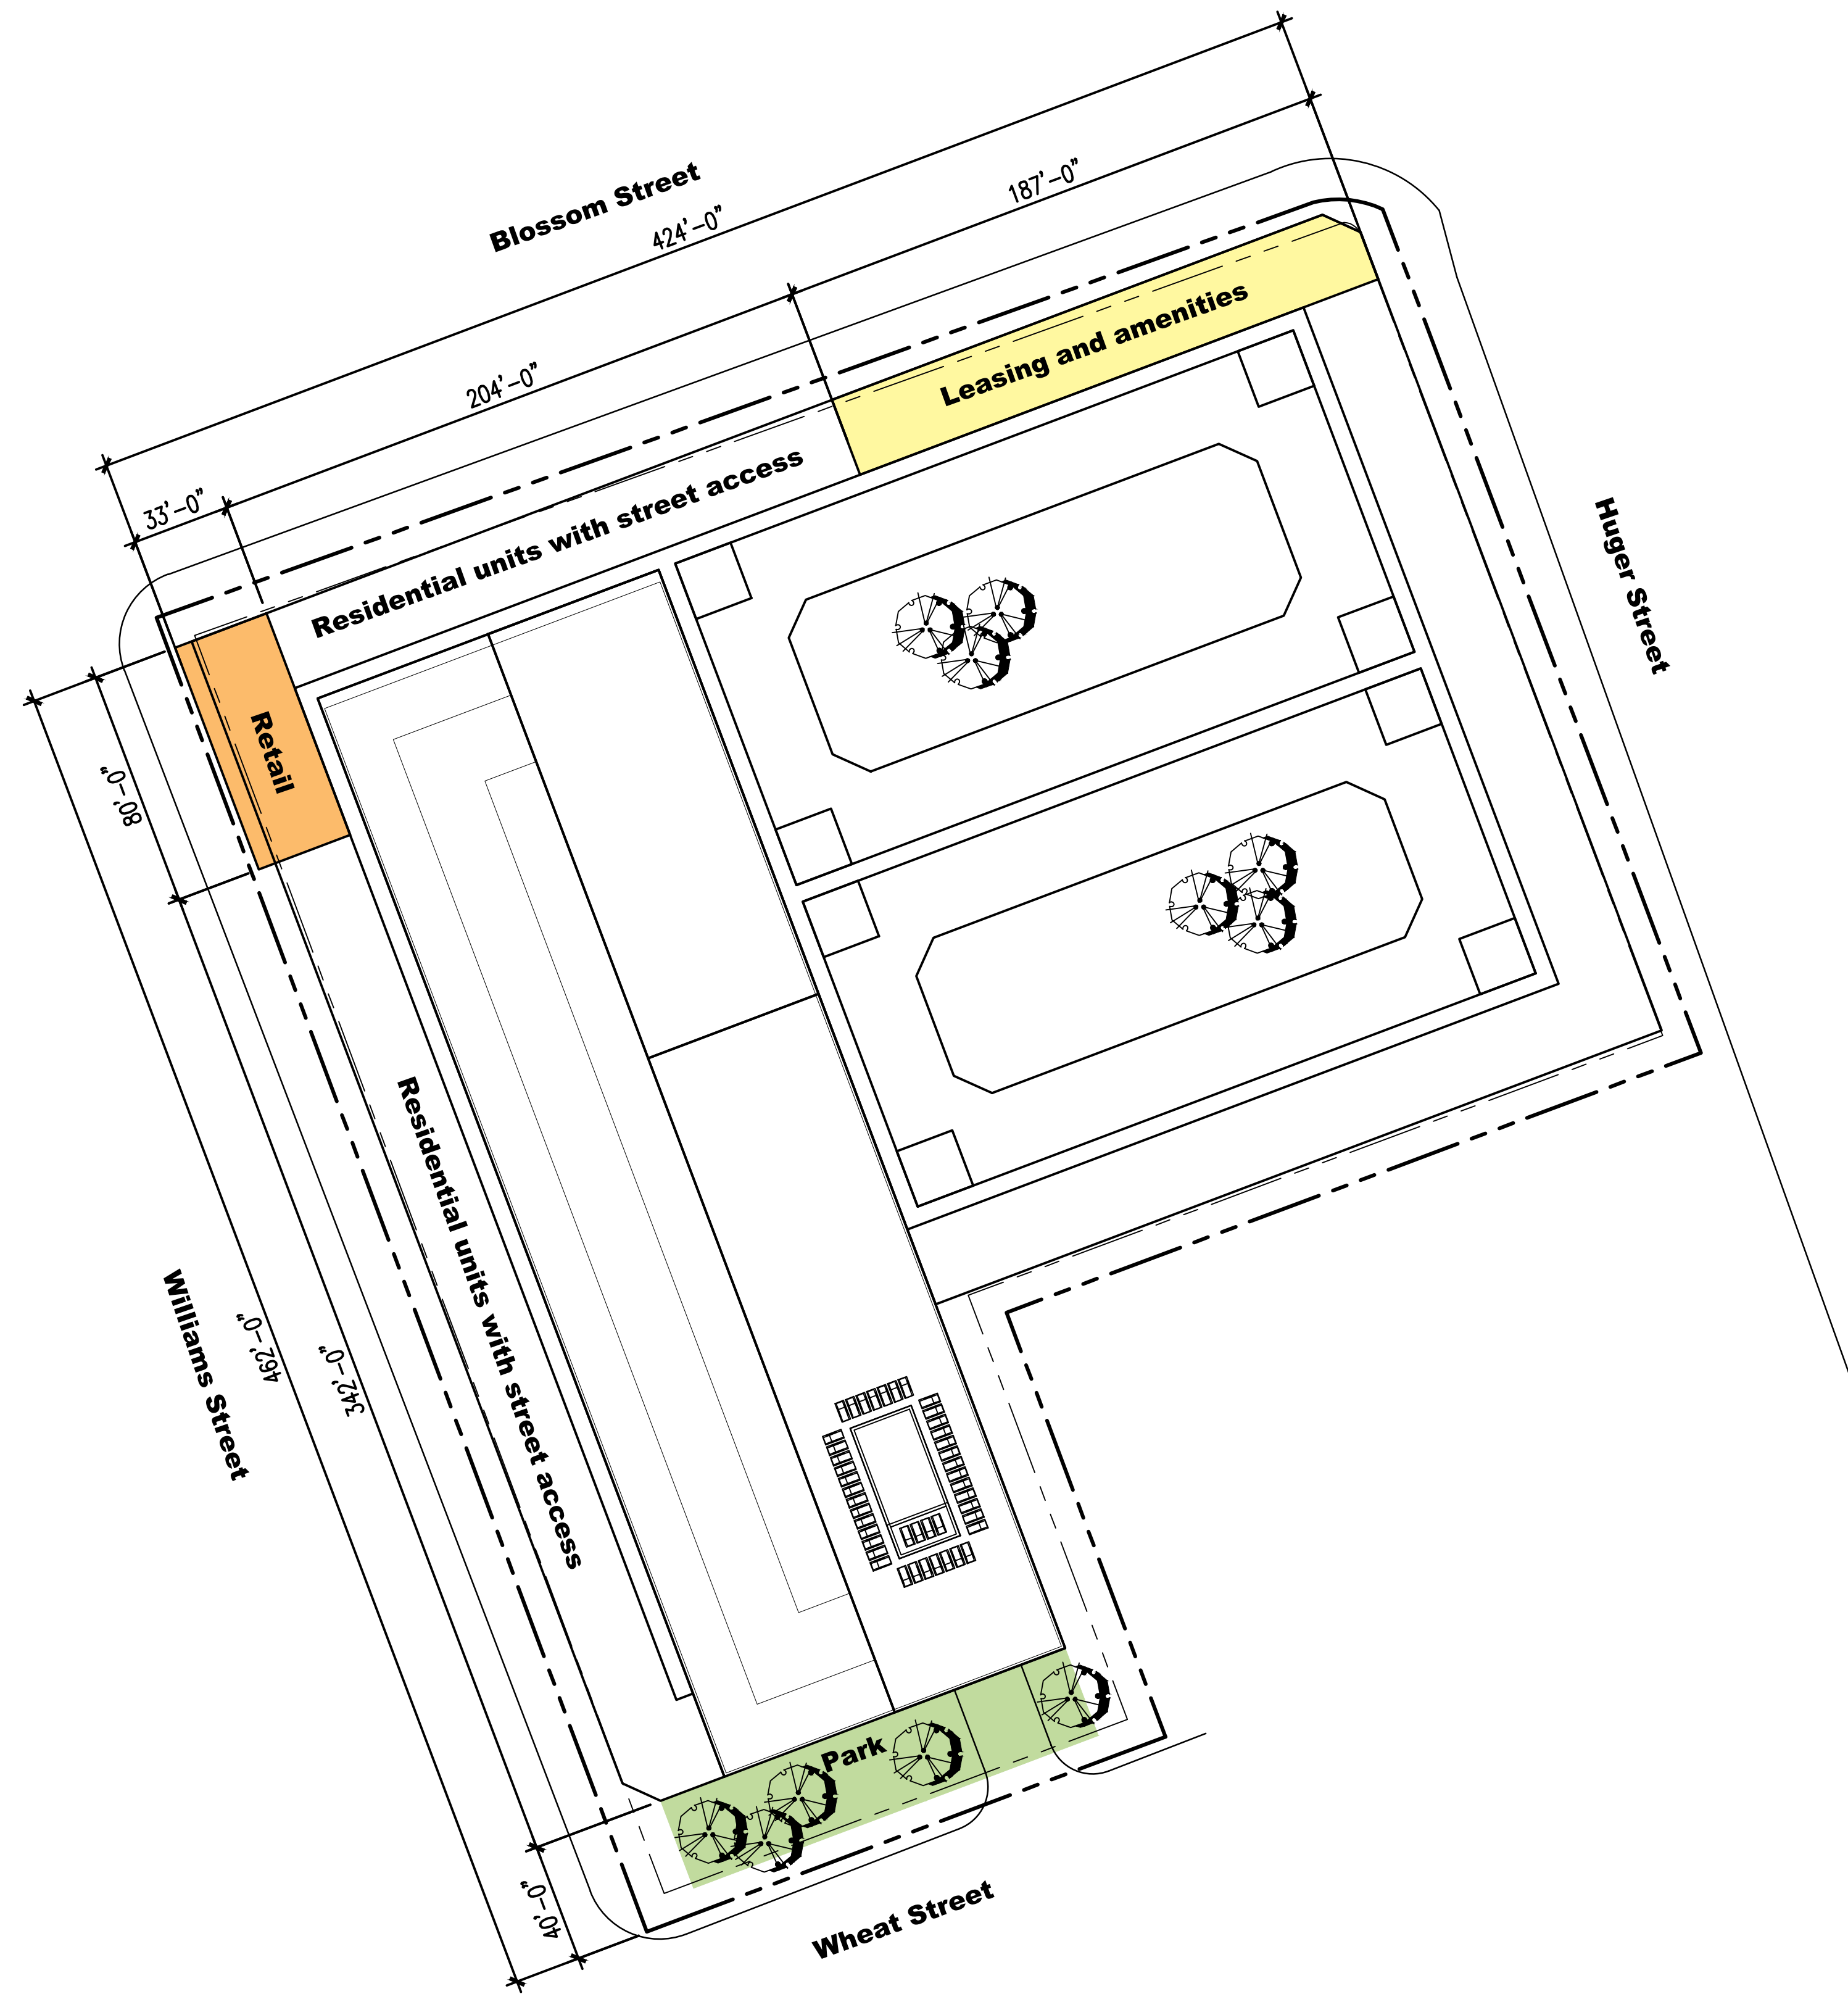 Blossom Street
424'-0"
187'-0"
204'-0"
33'-0"
Leasing and amenities
Residential units with street access
Retail
Huger Street
80'-0"
Residential units with street access
Williams Street
462'-0"
342'-0"
Park
40'-0"
Wheat Street